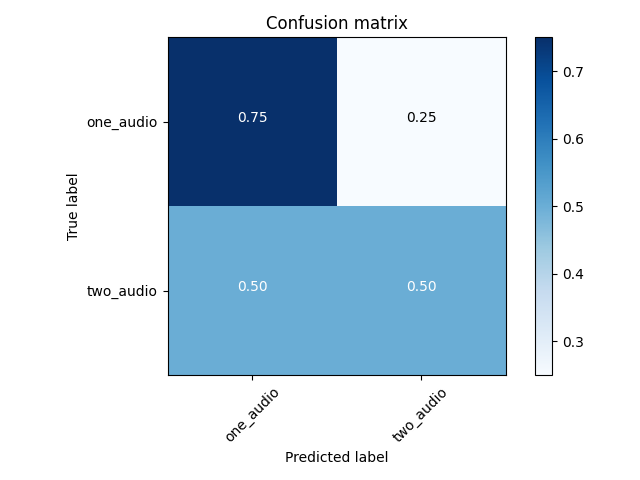 Confusion matrix
True label
one_audio
0.75
0.25
two_audio
0.50
0.50
one_audio
two_audio
Predicted label
0.7
0.6
0.5
0.4
0.3